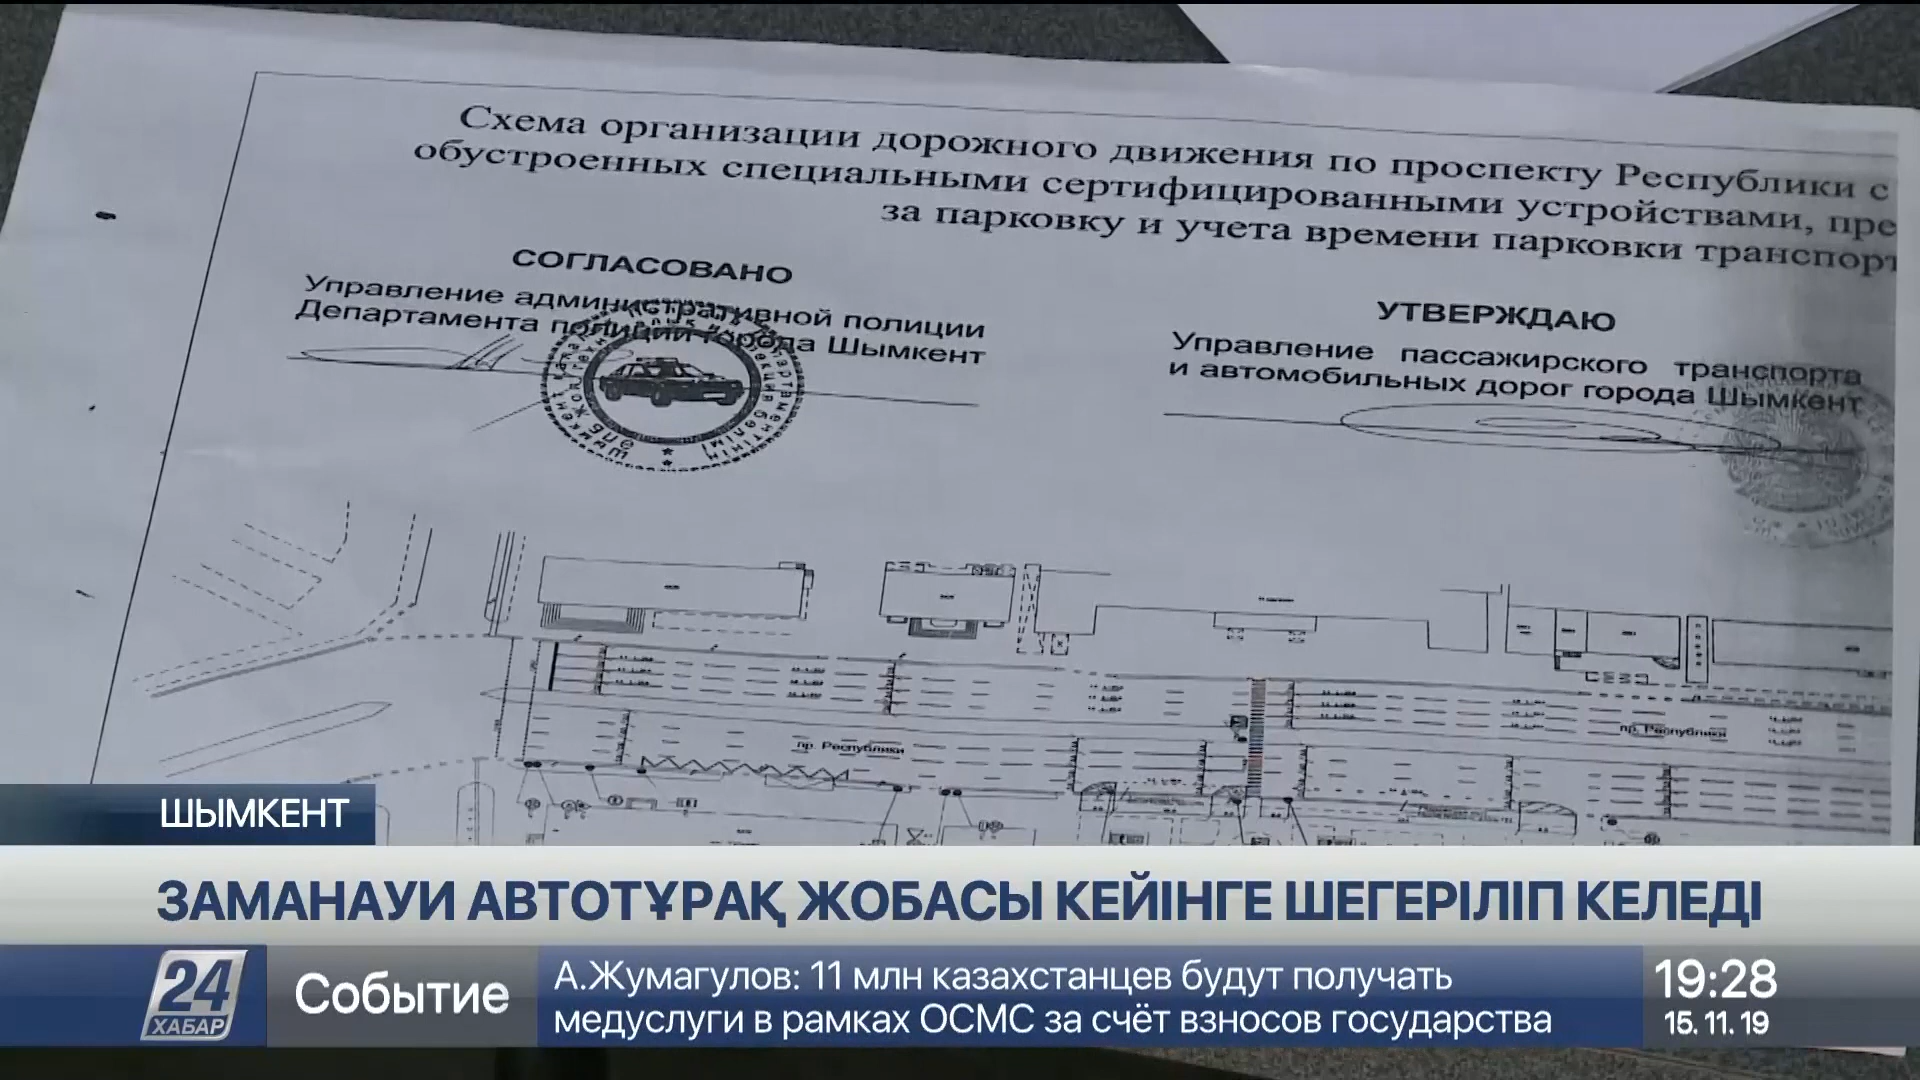 Схема организации дорожного движения по проспекту Республики с
обустроенных специальными сертифицированными устройствами, пре
за парковку и учета времени парковки транспорт
СОГЛАСОВАНО
Управление административной полиции
Департамента полиции города Шымкент
УТВЕРЖДАЮ
Управление пассажирского транспорта
и автомобильных дорог города Шымкент
пр. Республики
пр. Республики
ШЫМКЕНТ
ЗАМАНАУИ АВТОТҰРАҚ ЖОБАСЫ КЕЙІНГЕ ШЕГЕРІЛІП КЕЛЕДІ
24
ХАБАР
Событие
А.Жумагулов: 11 млн казахстанцев будут получать
медуслуги в рамках ОСМС за счёт взносов государства
19:28
15. 11. 19